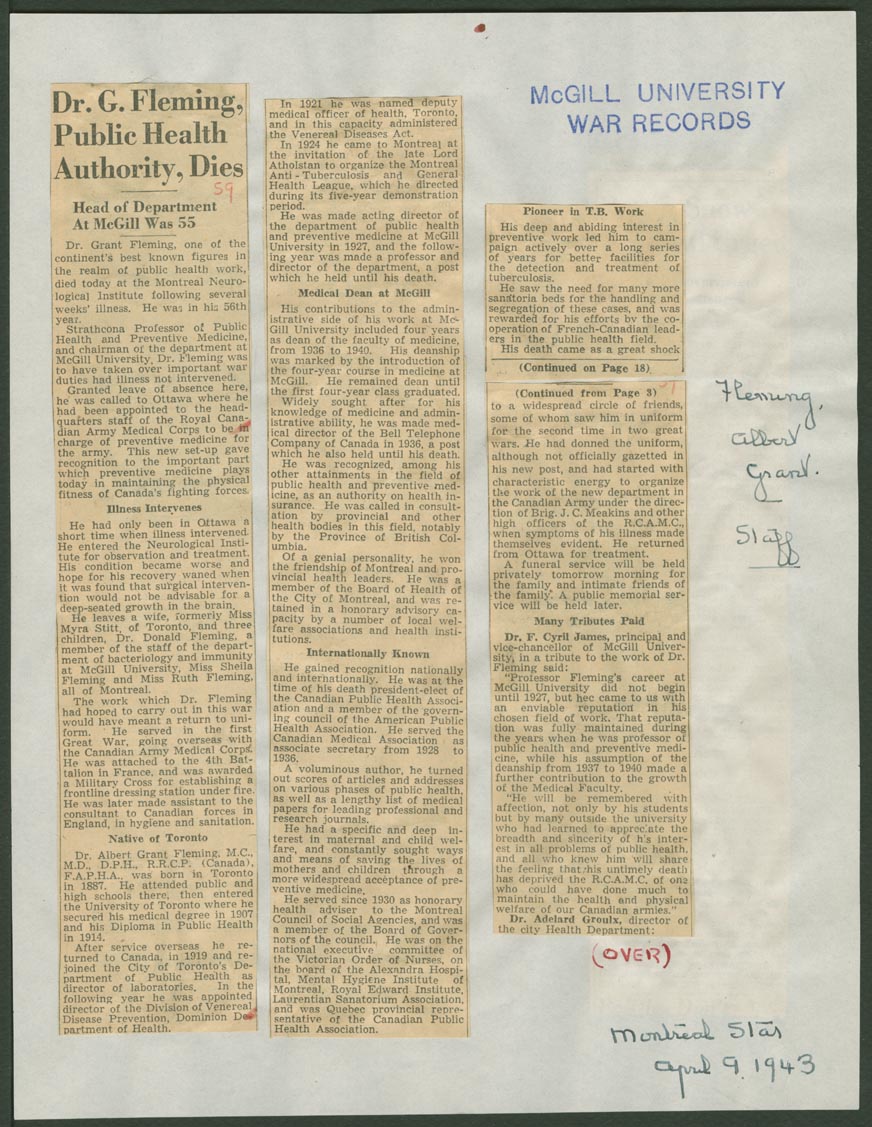 McGILL UNIVERSITY
WAR RECORDS
Dr. G. Fleming,
Public Health
Authority, Dies
59
Head of Department
At McGill Was 55
Dr. Grant Fleming, one of the
continent's best known figures in
the realm of public health work,
died today at the Montreal Neuro-
logical Institute following several
weeks' illness. He was in his 56th
year.
Strathcona Professor of Public
Health and Preventive Medicine,
and chairman of the department at
McGill University, Dr. Fleming was
to have taken over important war
duties had illness not intervened.
Granted leave of absence here,
he was called to Ottawa where he
had been appointed to the head-
quarters staff of the Royal Cana-
dian Army Medical Corps to be in
charge of preventive medicine for
the army. This new set-up gave
recognition to the important part
which preventive medicine plays
today in maintaining the physical
fitness of Canada's fighting forces.
Illness Intervenes
He had only been in Ottawa a
short time when illness intervened.
He entered the Neurological Insti-
tute for observation and treatment.
His condition became worse and
hope for his recovery waned when
it was found that surgical interven-
tion would not be advisable for a
deep-seated growth in the brain.
He leaves a wife, formerly Miss
Myra Stitt, of Toronto, and three
children, Dr. Donald Fleming, a
member of the staff of the depart-
ment of bacteriology and immunity
at McGill University, Miss Sheila
Fleming and Miss Ruth Fleming,
all of Montreal.
The work which Dr. Fleming
had hoped to carry out in this war
would have meant a return to uni-
form. He served in the first
Great War, going overseas with
the Canadian Army Medical Corps.
He was attached to the 4th Bat-
talion in France, and was awarded
a Military Cross for establishing a
frontline dressing station under fire.
He was later made assistant to the
consultant to Canadian forces in
England, in hygiene and sanitation.
Native of Toronto
Dr. Albert Grant Fleming, M.C.,
M.D., D.P.H., R.R.C.P. (Canada),
F.A.P.H.A., was born in Toronto
in 1887. He attended public and
high schools there, then entered
the University of Toronto where he
secured his medical degree in 1907
and his Diploma in Public Health
in 1914.
After service overseas he re-
turned to Canada, in 1919 and re-
joined the City of Toronto's De-
partment of Public Health as
director of laboratories. In the
following year he was appointed
director of the Division of Venereal
Disease Prevention, Dominion De-
partment of Health.
In 1921 he was named deputy
medical officer of health, Toronto,
and in this capacity administered
the Venereal Diseases Act.
In 1924 he came to Montreal at
the invitation of the late Lord
Atholstan to organize the Montreal
Anti-Tuberculosis and General
Health League, which he directed
during its five-year demonstration
period.
He was made acting director of
the department of public health
and preventive medicine at McGill
University in 1927, and the follow-
ing year was made a professor and
director of the department, a post
which he held until his death.
Medical Dean at McGill
His contributions to the admin-
istrative side of his work at Mc-
Gill University included four years
as dean of the faculty of medicine,
from 1936 to 1940. His deanship
was marked by the introduction of
the four-year course in medicine at
McGill. He remained dean until
the first four-year class graduated.
Widely sought after for his
knowledge of medicine and admin-
istrative ability, he was made med-
ical director of the Bell Telephone
Company of Canada in 1936, a post
which he also held until his death.
He was recognized, among his
other attainments in the field of
public health and preventive med-
icine, as an authority on health in-
surance. He was called in consult-
ation by provincial and other
health bodies in this field, notably
by the Province of British Col-
umbia.
Of a genial personality, he won
the friendship of Montreal and pro-
vincial health leaders. He was a
member of the Board of Health of
the City of Montreal, and was re-
tained in a honorary advisory ca-
pacity by a number of local wel-
fare associations and health insti-
tutions.
Internationally Known
He gained recognition nationally
and internationally. He was at the
time of his death president-elect of
the Canadian Public Health Associ-
ation and a member of the govern-
ing council of the American Public
Health Association. He served the
Canadian Medical Association as
associate secretary from 1928 to
1936.
A voluminous author, he turned
out scores of articles and addresses
on various phases of public health,
as well as a lengthy list of medical
papers for leading professional and
research journals.
He had a specific and deep in-
terest in maternal and child wel-
fare, and constantly sought ways
and means of saving the lives of
mothers and children through a
more widespread acceptance of pre-
ventive medicine.
He served since 1930 as honorary
health adviser to the Montreal
Council of Social Agencies, and was
a member of the Board of Gover-
nors of the council. He was on the
national executive committee of
the Victorian Order of Nurses, on
the board of the Alexandra Hospi-
tal, Mental Hygiene Institute of
Montreal, Royal Edward Institute,
Laurentian Sanatorium Association,
and was Quebec provincial repre-
sentative of the Canadian Public
Health Association.
Pioneer in T.B. Work
His deep and abiding interest in
preventive work led him to cam-
paign actively over a long series
of years for better facilities for
the detection and treatment of
tuberculosis.
He saw the need for many more
sanatoria beds for the handling and
segregation of these cases, and was
rewarded for his efforts by the co-
operation of French-Canadian lead-
ers in the public health field.
His death came as a great shock
(Continued on Page 18)
(Continued from Page 3)
to a widespread circle of friends,
some of whom saw him in uniform
for the second time in two great
wars. He had donned the uniform,
although not officially gazetted in
his new post, and had started with
characteristic energy to organize
the work of the new department in
the Canadian Army under the direc-
tion of Brig. J. C. Meakins and other
high officers of the R.C.A.M.C.,
when symptoms of his illness made
themselves evident. He returned
from Ottawa for treatment.
A funeral service will be held
privately tomorrow morning for
the family and intimate friends of
the family. A public memorial ser-
vice will be held later.
Many Tributes Paid
Dr. F. Cyril James, principal and
vice-chancellor of McGill Univer-
sity, in a tribute to the work of Dr.
Fleming said:
"Professor Fleming's career at
McGill University did not begin
until 1927, but hec came to us with
an enviable reputation in his
chosen field of work. That reputa-
tion was fully maintained during
the years when he was professor of
public health and preventive medi-
cine, while his assumption of the
deanship from 1937 to 1940 made a
further contribution to the growth
of the Medical Faculty.
"He will be remembered with
affection, not only by his students
but by many outside the university
who had learned to appreciate the
breadth and sincerity of h's inter-
est in all problems of public health,
and all who knew him will share
the feeling that his untimely death
has deprived the R.C.A.M.C. of one
who could have done much to
maintain the health and physical
welfare of our Canadian armies."
Dr. Adelard Groulx, director of
the city Health Department:
(OVER)
Fleming,
Albert
Grant.
Staff
Montreal Star
April 9. 1943